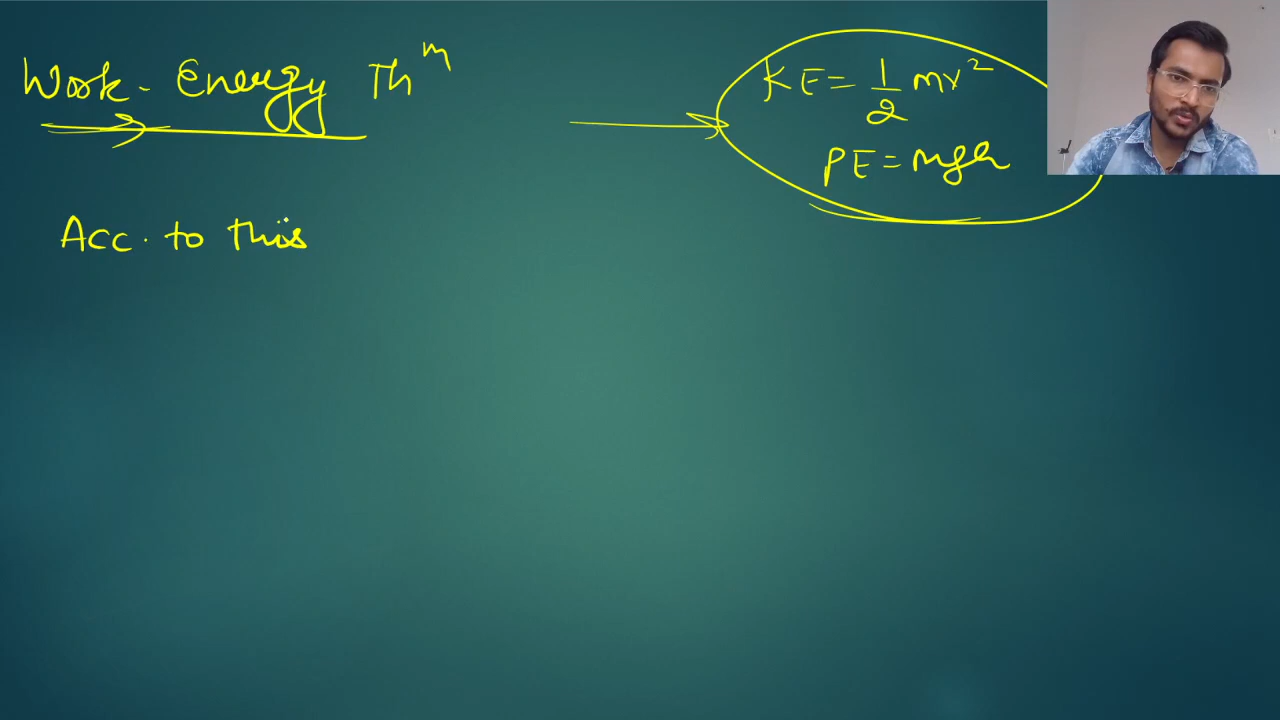 Work-Energy Thm
KE = 1/2 mv²
PE = mgh
Acc. to this